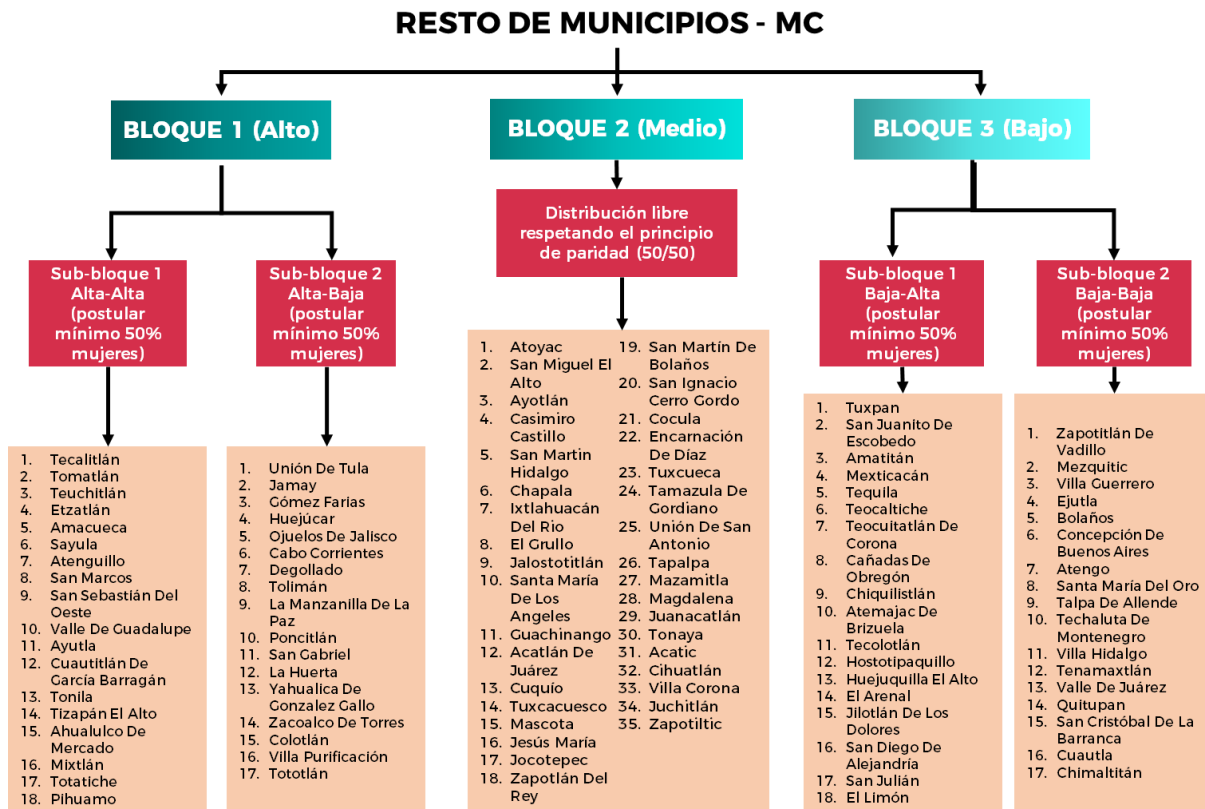 RESTO DE MUNICIPIOS - MC
BLOQUE 1 (Alto)
Sub-bloque 1
Alta-Alta
(postular
mínimo 50%
mujeres)
1. Tecalitlán
2. Tomatlán
3. Teuchitlán
4. Etzatlán
5. Amacueca
6. Sayula
7. Atenguillo
8. San Marcos
9. San Sebastián Del
Oeste
10. Valle De Guadalupe
11. Ayutla
12. Cuautitlán De
García Barragán
13. Tonila
14. Tizapán El Alto
15. Ahualulco De
Mercado
16. Mixtlán
17. Totatiche
18. Pihuamo
Sub-bloque 2
Alta-Baja
(postular
mínimo 50%
mujeres)
1. Unión De Tula
2. Jamay
3. Gómez Farias
4. Huejúcar
5. Ojuelos De Jalisco
6. Cabo Corrientes
7. Degollado
8. Tolimán
9. La Manzanilla De La
Paz
10. Poncitlán
11. San Gabriel
12. La Huerta
13. Yahualica De
Gonzalez Gallo
14. Zacoalco De Torres
15. Colotlán
16. Villa Purificación
17. Tototlán
BLOQUE 2 (Medio)
Distribución libre
respetando el principio
de paridad (50/50)
1. Atoyac
2. San Miguel El
Alto
3. Ayotlán
4. Casimiro
Castillo
5. San Martin
Hidalgo
6. Chapala
7. Ixtlahuacán
Del Rio
8. El Grullo
9. Jalostotitlán
10. Santa María
De Los
Angeles
11. Guachinango
12. Acatlán De
Juárez
13. Cuquío
14. Tuxcacuesco
15. Mascota
16. Jesús María
17. Jocotepec
18. Zapotlán Del
Rey
19. San Martín De
Bolaños
20. San Ignacio
Cerro Gordo
21. Cocula
22. Encarnación
De Díaz
23. Tuxcueca
24. Tamazula De
Gordiano
25. Unión De San
Antonio
26. Tapalpa
27. Mazamitla
28. Magdalena
29. Juanacatlán
30. Tonaya
31. Acatic
32. Cihuatlán
33. Villa Corona
34. Juchitlán
35. Zapotiltic
BLOQUE 3 (Bajo)
Sub-bloque 1
Baja-Alta
(postular
mínimo 50%
mujeres)
1. Tuxpan
2. San Juanito De
Escobedo
3. Amatitán
4. Mexticacán
5. Tequila
6. Teocaltiche
7. Teocuitatlán De
Corona
8. Cañadas De
Obregón
9. Chiquilistlán
10. Atemajac De
Brizuela
11. Tecolotlán
12. Hostotipaquillo
13. Huejuquilla El Alto
14. El Arenal
15. Jilotlán De Los
Dolores
16. San Diego De
Alejandría
17. San Julián
18. El Limón
Sub-bloque 2
Baja-Baja
(postular
mínimo 50%
mujeres)
1. Zapotitlán De
Vadillo
2. Mezquitic
3. Villa Guerrero
4. Ejutla
5. Bolaños
6. Concepción De
Buenos Aires
7. Atengo
8. Santa María Del Oro
9. Talpa De Allende
10. Techaluta De
Montenegro
11. Villa Hidalgo
12. Tenamaxtlán
13. Valle De Juárez
14. Quitupan
15. San Cristóbal De La
Barranca
16. Cuautla
17. Chimaltitán